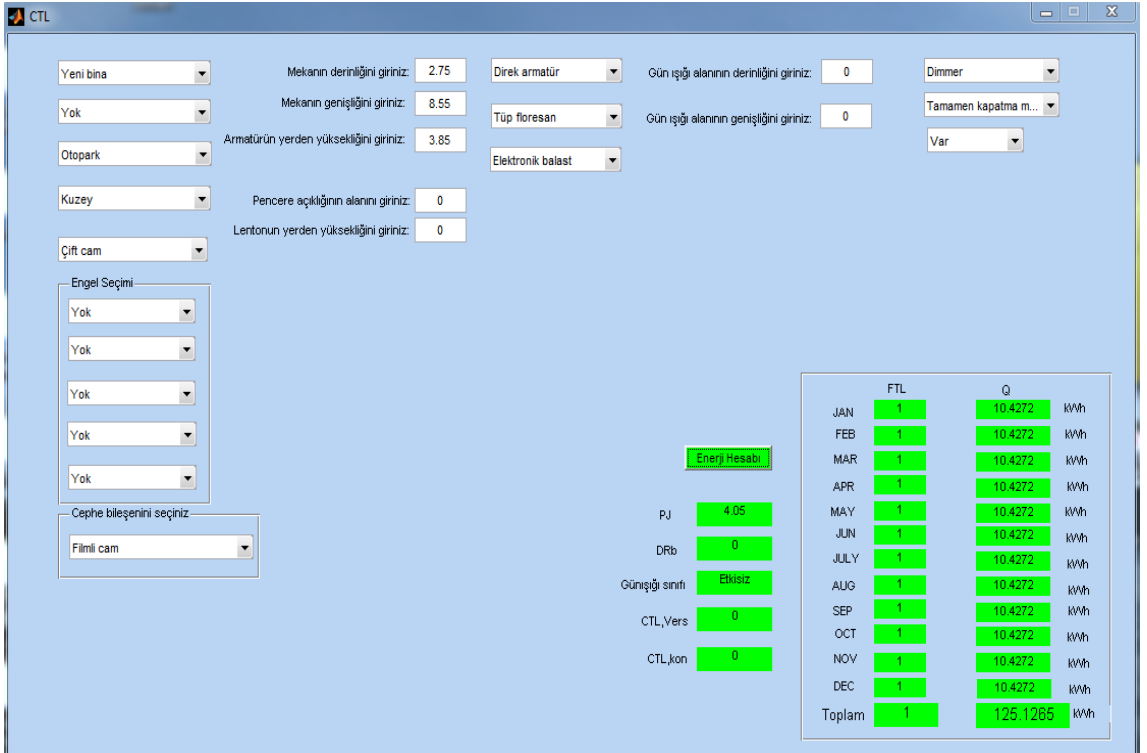 CTL
Yeni bina
Mekanın derinliğini giriniz: 2.75
Direk armatür
Gün ışığı alanının derinliğini giriniz: 0
Dimmer
Yok
Mekanın genişliğini giriniz: 8.55
Tüp floresan
Gün ışığı alanının genişliğini giriniz: 0
Tamamen kapatma m...
Otopark
Armatürün yerden yüksekliğini giriniz: 3.85
Elektronik balast
Var
Kuzey
Pencere açıklığının alanını giriniz: 0
Lentonun yerden yüksekliğini giriniz: 0
Çift cam
Engel Seçimi
Yok
Yok
Yok
Yok
Yok
Cephe bileşenini seçiniz
Filmli cam
Enerji Hesabı
PJ 4.05
DRb 0
Günışığı sınıfı Etkisiz
CTL,Vers 0
CTL,kon 0
FTL Q
JAN 1 10.4272 kWh
FEB 1 10.4272 kWh
MAR 1 10.4272 kWh
APR 1 10.4272 kWh
MAY 1 10.4272 kWh
JUN 1 10.4272 kWh
JULY 1 10.4272 kWh
AUG 1 10.4272 kWh
SEP 1 10.4272 kWh
OCT 1 10.4272 kWh
NOV 1 10.4272 kWh
DEC 1 10.4272 kWh
Toplam 1 125.1265 kWh